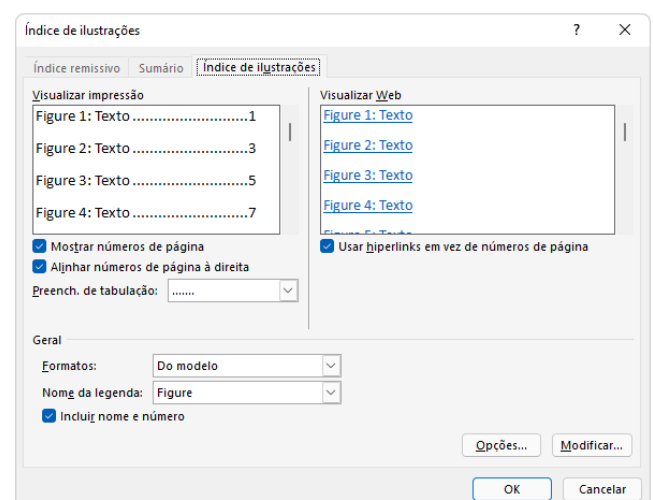 Índice de ilustrações ? ×
Índice remissivo Sumário Índice de ilustrações
Visualizar impressão
Figure 1: Texto ...........................1
Figure 2: Texto ...........................3
Figure 3: Texto ...........................5
Figure 4: Texto ...........................7
Visualizar Web
Figure 1: Texto
Figure 2: Texto
Figure 3: Texto
Figure 4: Texto
Figure 5: Texto
Mostrar números de página
Alinhar números de página à direita
Preench. de tabulação: .......
Usar hiperlinks em vez de números de página
Geral
Formatos: Do modelo
Nome da legenda: Figure
Incluir nome e número
Opções... Modificar...
OK Cancelar